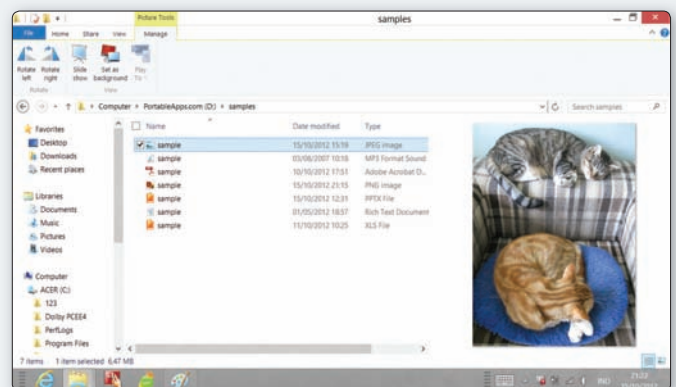 Picture Tools
samples
File Home Share View Manage
Rotate left
Rotate right
Slide show
Set as background
Play To
Rotate
View
Computer PortableApps.com (D:) samples
Search samples
Favorites
Desktop
Downloads
Recent places
Libraries
Documents
Music
Pictures
Videos
Computer
ACER (C:)
123
Dolby PCEE4
PerfLogs
Program Files
Name Date modified Type
sample 15/10/2012 15:19 JPEG image
sample 03/08/2007 10:18 MP3 Format Sound
sample 10/10/2012 17:51 Adobe Acrobat D...
sample 15/10/2012 21:15 PNG image
sample 15/10/2012 12:31 PPTX File
sample 01/05/2012 18:57 Rich Text Document
sample 11/10/2012 10:25 XLS File
7 items 1 item selected 6,47 MB
IND
21:22